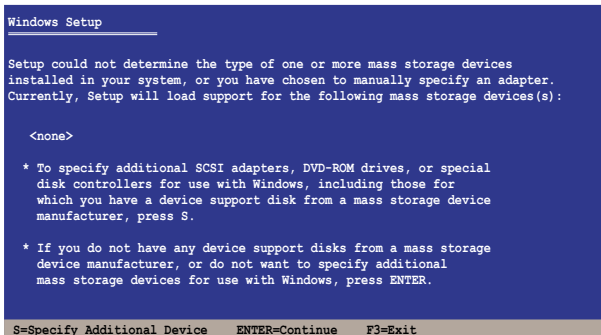 Windows Setup
Setup could not determine the type of one or more mass storage devices
installed in your system, or you have chosen to manually specify an adapter.
Currently, Setup will load support for the following mass storage devices(s):
<none>
* To specify additional SCSI adapters, DVD-ROM drives, or special
disk controllers for use with Windows, including those for
which you have a device support disk from a mass storage device
manufacturer, press S.
* If you do not have any device support disks from a mass storage
device manufacturer, or do not want to specify additional
mass storage devices for use with Windows, press ENTER.
S=Specify Additional Device ENTER=Continue F3=Exit